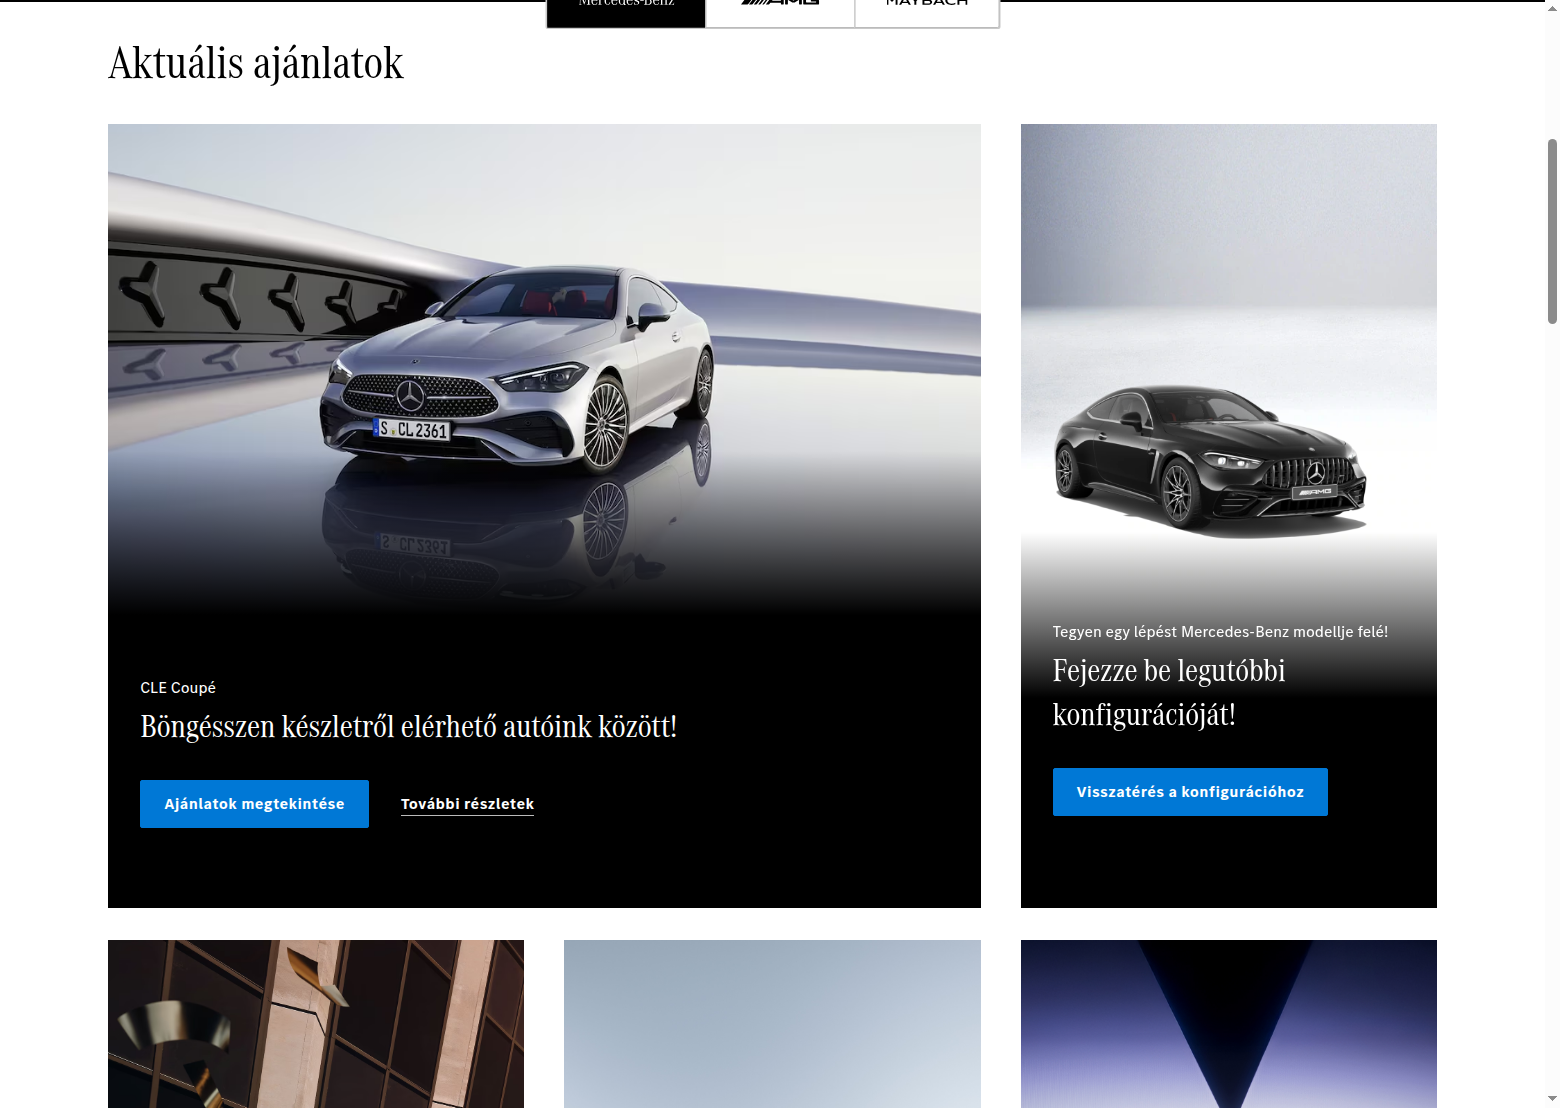 Mercedes-Benz
AMG
MAYBACH
Aktuális ajánlatok
S CL 2361
AMG
CLE Coupé
Böngésszen készletről elérhető autóink között!
Ajánlatok megtekintése
További részletek
Tegyen egy lépést Mercedes-Benz modellje felé!
Fejezze be legutóbbi
konfigurációját!
Visszatérés a konfigurációhoz